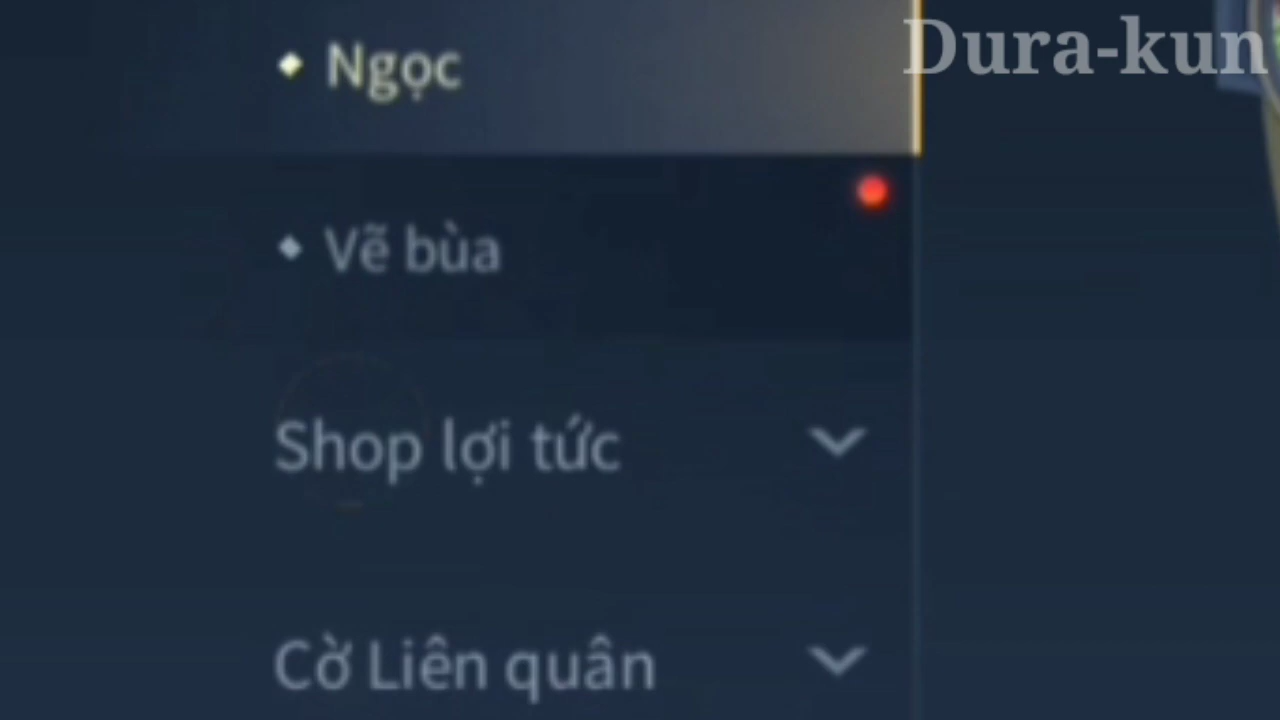 Dura-kun
Ngọc
Vẽ bùa
Shop lợi tức
Cờ Liên quân